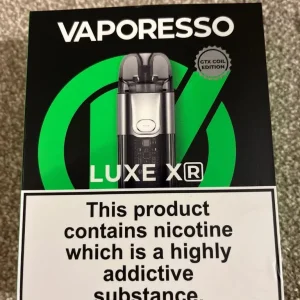 VAPORESSO
GTX COIL
EDITION
LUXE XR
This product
contains nicotine
which is a highly
addictive
substance.